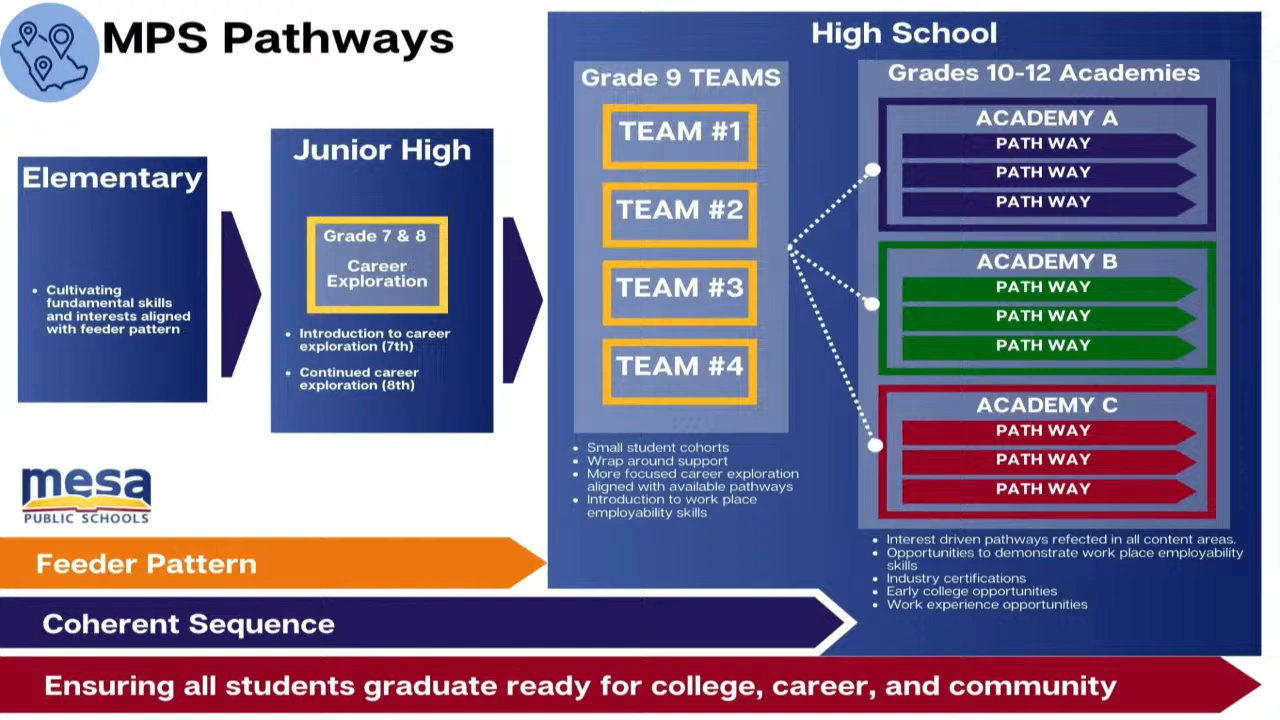 MPS Pathways
Elementary
• Cultivating
fundamental skills
and interests aligned
with feeder pattern
Junior High
Grade 7 & 8
Career
Exploration
• Introduction to career
exploration (7th)
• Continued career
exploration (8th)
High School
Grade 9 TEAMS
TEAM #1
TEAM #2
TEAM #3
TEAM #4
• Small student cohorts
• Wrap around support
• More focused career exploration
aligned with available pathways
• Introduction to work place
employability skills
Grades 10-12 Academies
ACADEMY A
PATH WAY
PATH WAY
PATH WAY
ACADEMY B
PATH WAY
PATH WAY
PATH WAY
ACADEMY C
PATH WAY
PATH WAY
PATH WAY
• Interest driven pathways refected in all content areas.
• Opportunities to demonstrate work place employability
skills
• Industry certifications
• Early college opportunities
• Work experience opportunities
mesa
PUBLIC SCHOOLS
Feeder Pattern
Coherent Sequence
Ensuring all students graduate ready for college, career, and community